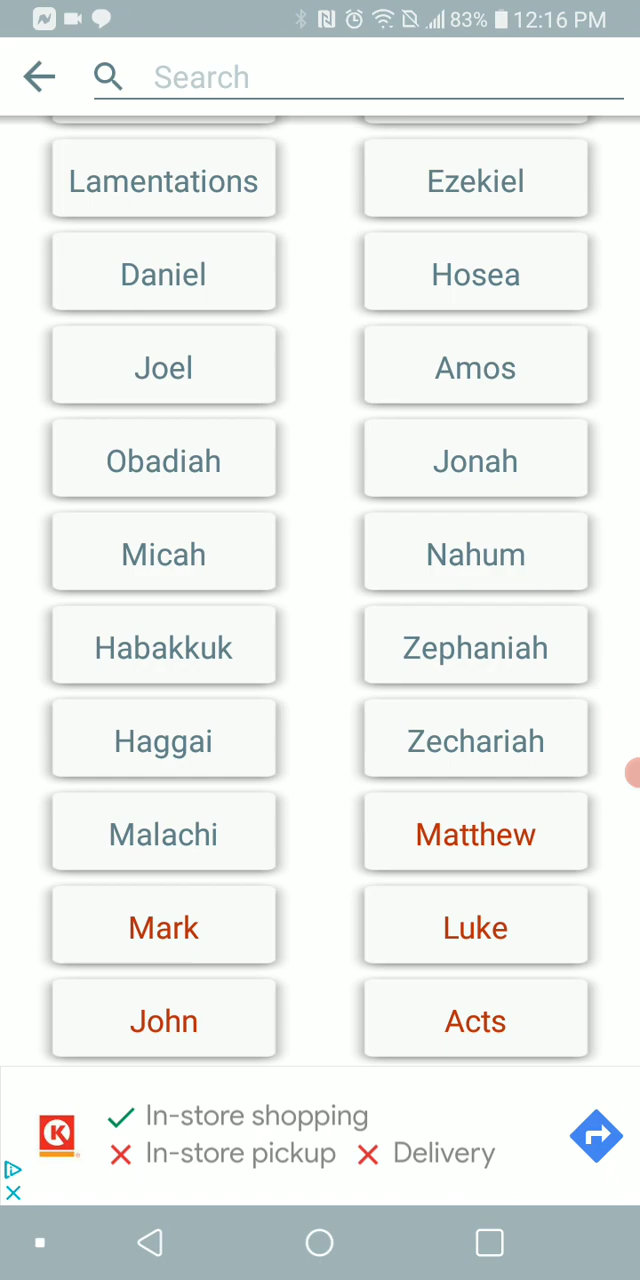 83% 12:16 PM
Search
Lamentations Ezekiel
Daniel Hosea
Joel Amos
Obadiah Jonah
Micah Nahum
Habakkuk Zephaniah
Haggai Zechariah
Malachi Matthew
Mark Luke
John Acts
K In-store shopping
In-store pickup Delivery